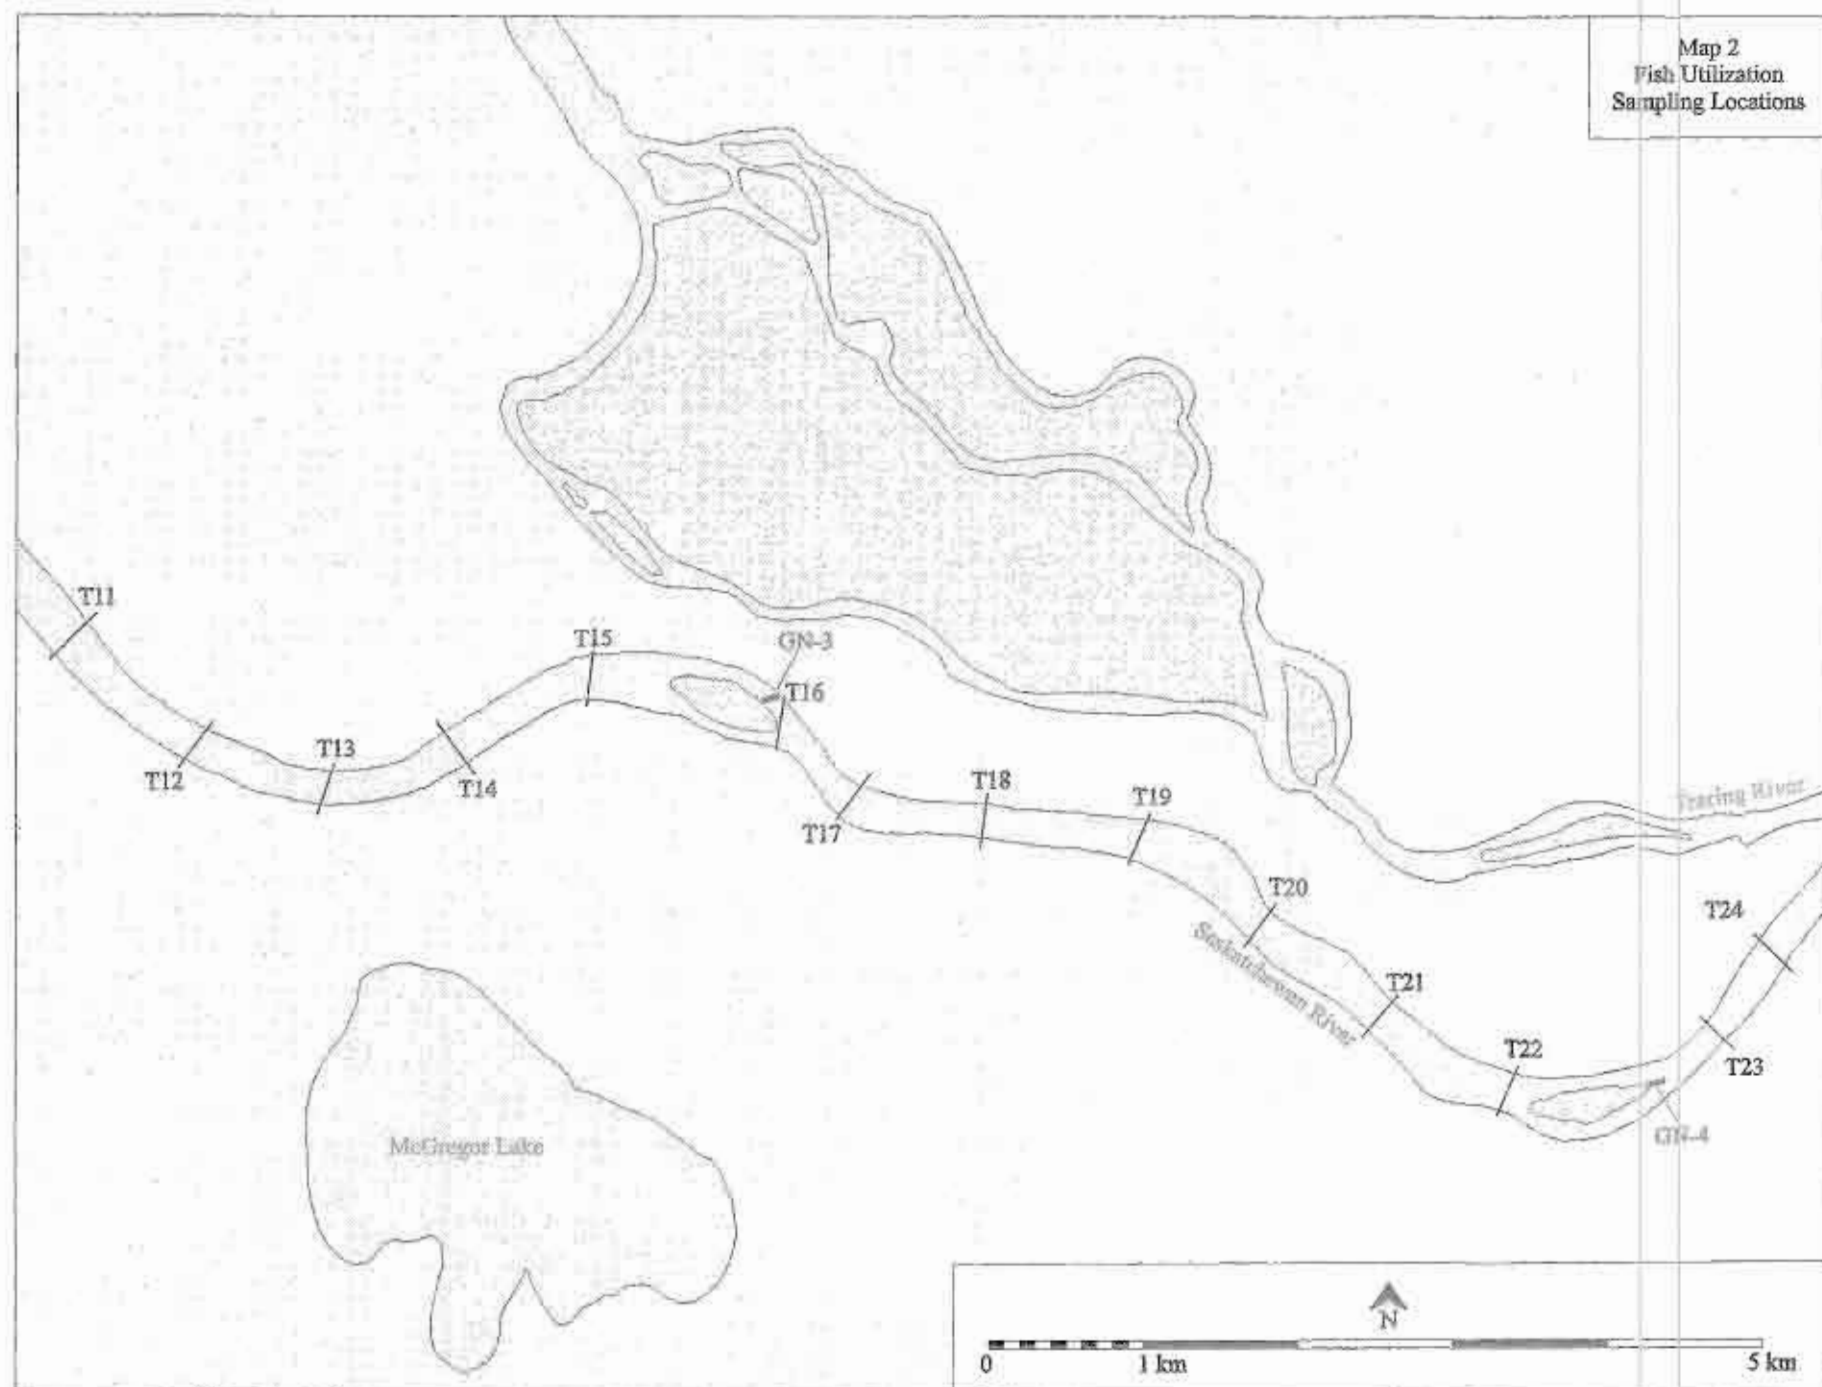 Map 2
Fish Utilization
Sampling Locations
T11
T15
GN-3
T16
T13
T12
T14
T18
T19
T17
Tracing River
T20
T24
Saskatchewan River
T21
T22
T23
McGregor Lake
GN-4
N
0 1 km 5 km